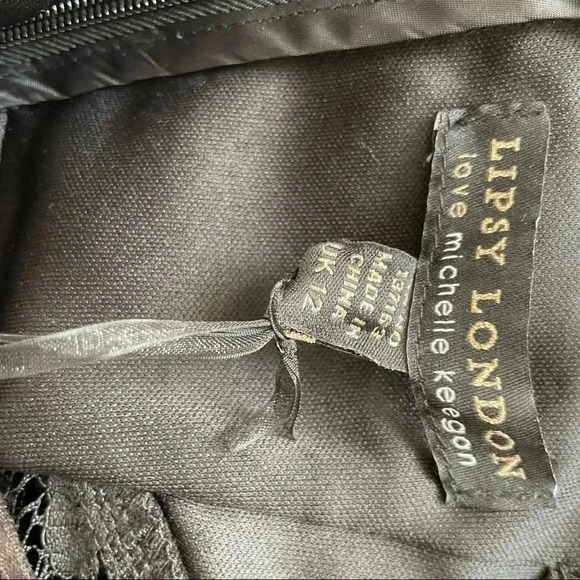 LIPSY LONDON
love michelle keegan
MADE IN
CHINA
UK 12